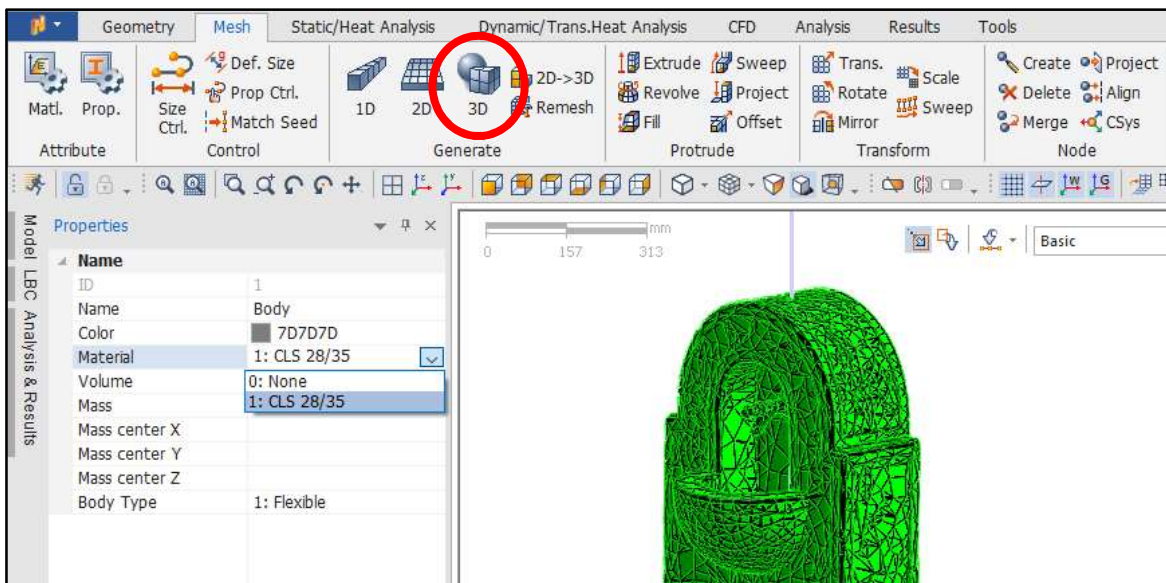 Geometry Mesh Static/Heat Analysis Dynamic/Trans.Heat Analysis CFD Analysis Results Tools
Matl. Prop. Size Ctrl. Def. Size Prop Ctrl. Match Seed
1D 2D 3D 2D->3D Remesh
Extrude Sweep
Revolve Project
Fill Offset
Trans. Scale
Rotate Sweep
Mirror
Create Project
Delete Align
Merge CSys
Attribute Control Generate Protrude Transform Node
Model LBC Analysis & Results
Properties
Name
ID 1
Name Body
Color 7D7D7D
Material 1: CLS 28/35
Volume 0: None
Mass 1: CLS 28/35
Mass center X
Mass center Y
Mass center Z
Body Type 1: Flexible
mm
0 157 313
Basic
W G